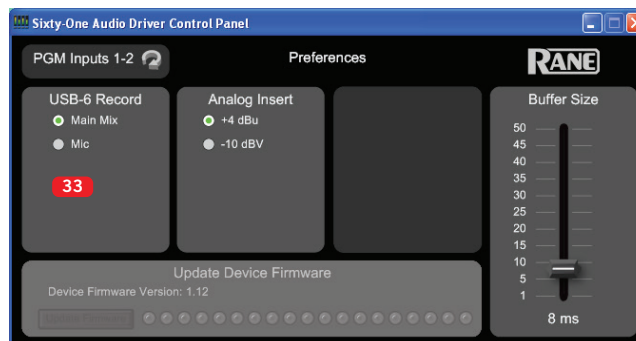 Sixty-One Audio Driver Control Panel
PGM Inputs 1-2
Preferences
RANE
USB-6 Record
Main Mix
Mic
33
Analog Insert
+4 dBu
-10 dBV
Buffer Size
50
45
40
35
30
25
20
15
10
5
1
8 ms
Update Device Firmware
Device Firmware Version: 1.12
Update Firmware